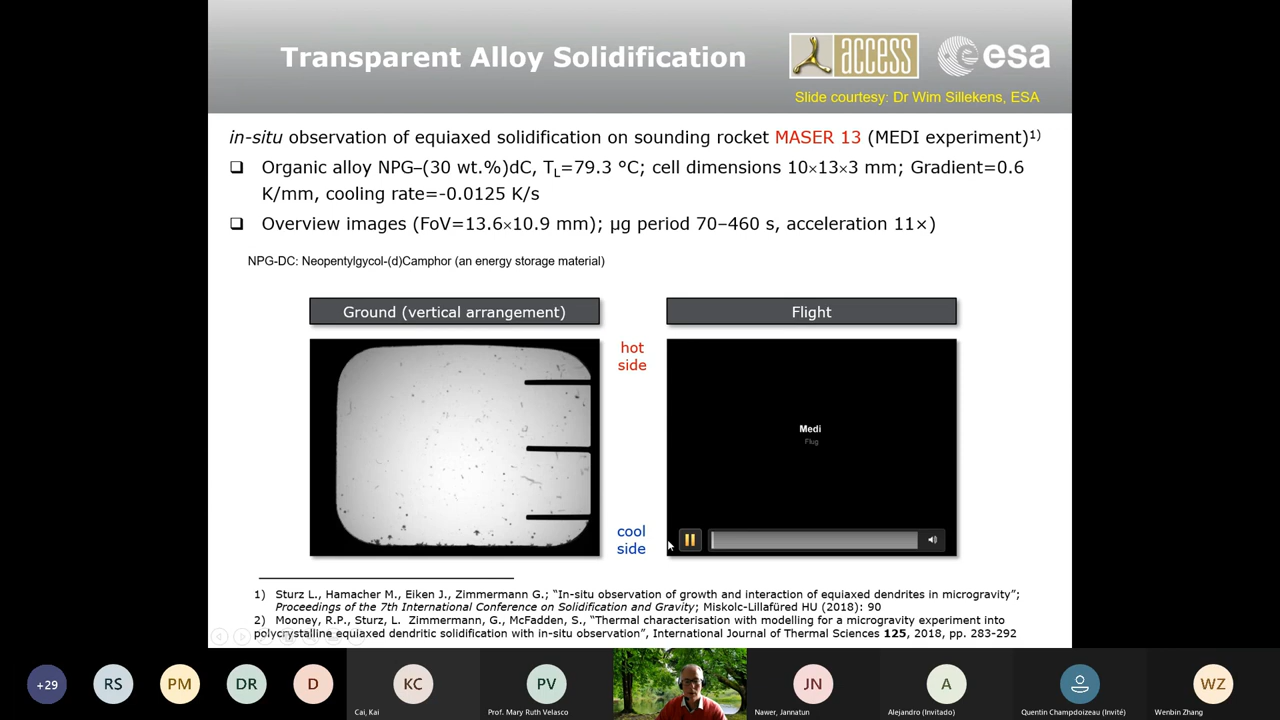 Transparent Alloy Solidification
access
esa
Slide courtesy: Dr Wim Sillekens, ESA
in-situ observation of equiaxed solidification on sounding rocket MASER 13 (MEDI experiment)1)
Organic alloy NPG–(30 wt.%)dC, TL=79.3 °C; cell dimensions 10×13×3 mm; Gradient=0.6
K/mm, cooling rate=-0.0125 K/s
Overview images (FoV=13.6×10.9 mm); µg period 70–460 s, acceleration 11×)
NPG-DC: Neopentylgycol-(d)Camphor (an energy storage material)
Ground (vertical arrangement)
Flight
hot
side
Medi
Flug
cool
side
1) Sturz L., Hamacher M., Eiken J., Zimmermann G.; “In-situ observation of growth and interaction of equiaxed dendrites in microgravity”;
Proceedings of the 7th International Conference on Solidification and Gravity; Miskolc-Lillafüred HU (2018): 90
2) Mooney, R.P., Sturz, L. Zimmermann, G., McFadden, S., “Thermal characterisation with modelling for a microgravity experiment into
polycrystalline equiaxed dendritic solidification with in-situ observation”, International Journal of Thermal Sciences 125, 2018, pp. 283-292
+29
RS
PM
DR
D
KC
PV
JN
A
WZ
Cai, Kai
Prof. Mary Ruth Velasco
Nawer, Jannatun
Alejandro (Invitado)
Quentin Champdoizeau (Invité)
Wenbin Zhang